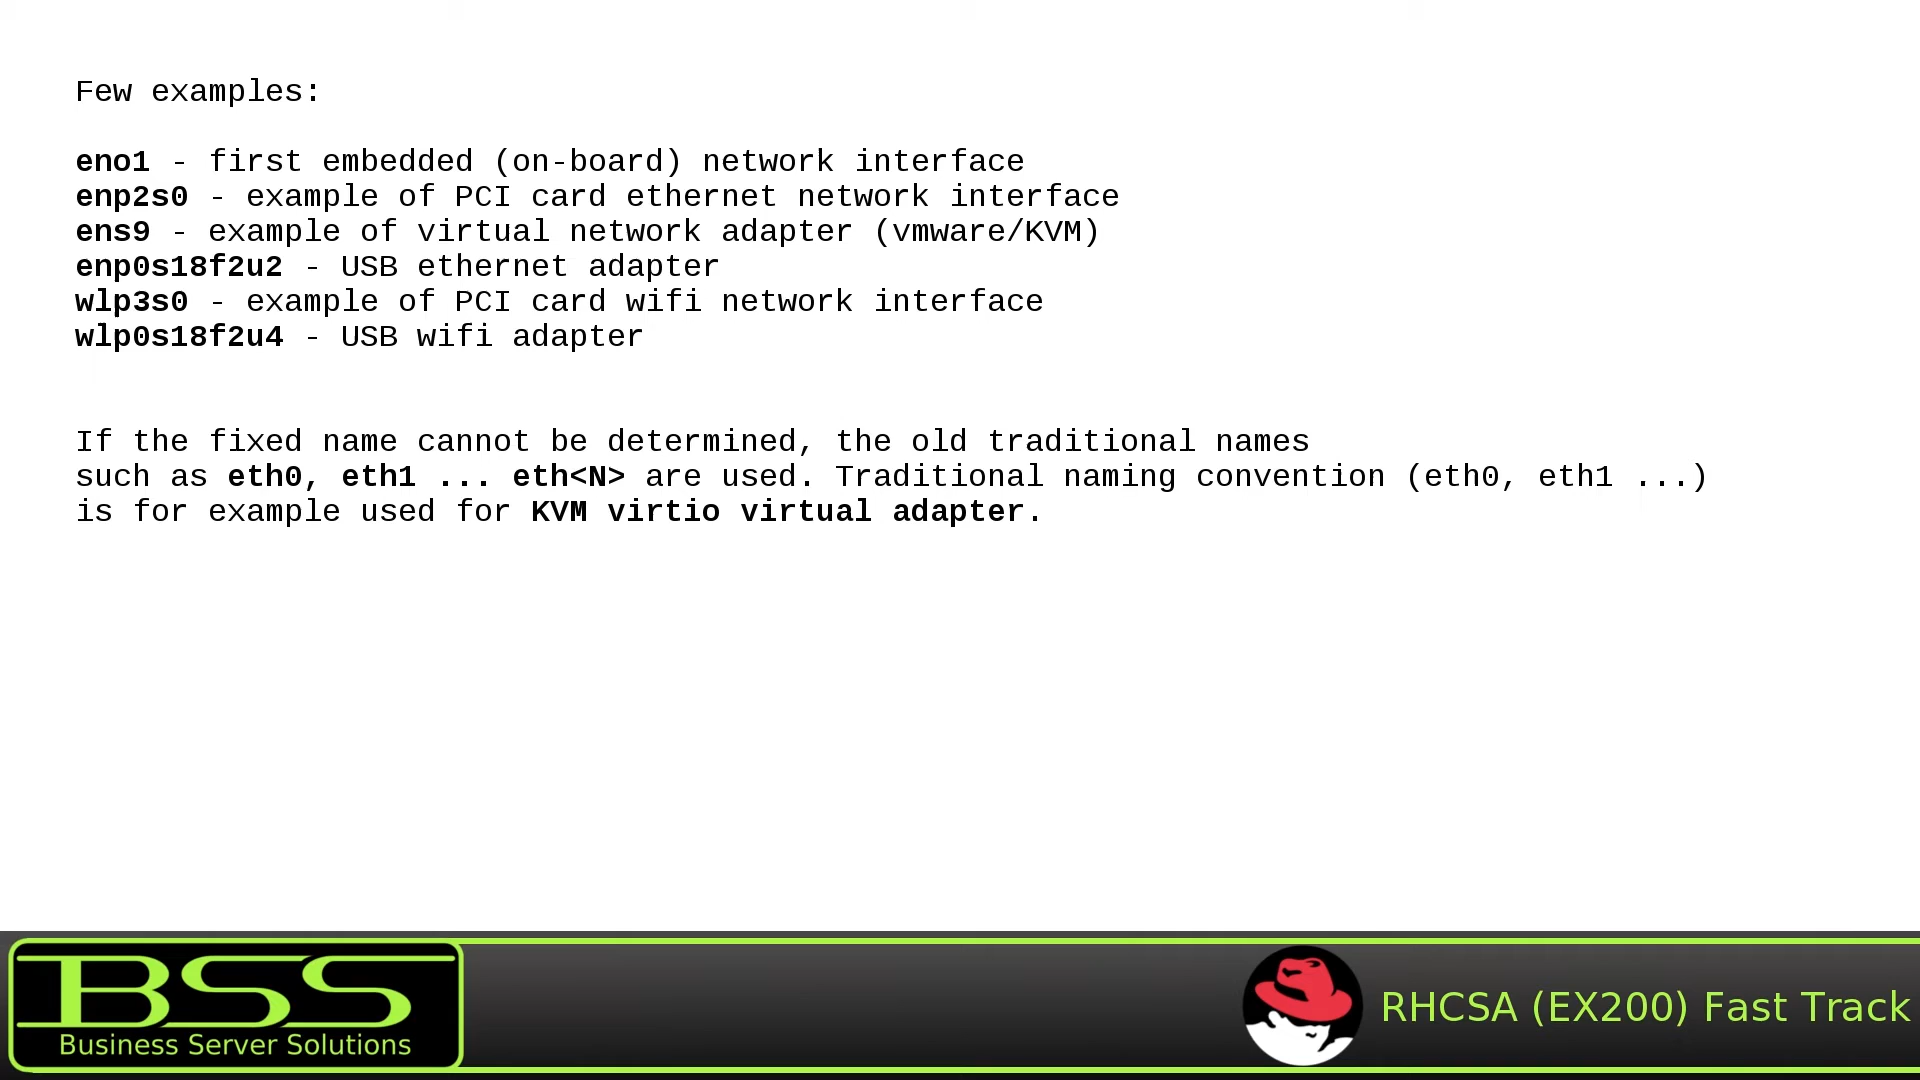 Few examples:
eno1 - first embedded (on-board) network interface
enp2s0 - example of PCI card ethernet network interface
ens9 - example of virtual network adapter (vmware/KVM)
enp0s18f2u2 - USB ethernet adapter
wlp3s0 - example of PCI card wifi network interface
wlp0s18f2u4 - USB wifi adapter
If the fixed name cannot be determined, the old traditional names
such as eth0, eth1 ... eth<N> are used. Traditional naming convention (eth0, eth1 ...)
is for example used for KVM virtio virtual adapter.
BSS
Business Server Solutions
RHCSA (EX200) Fast Track